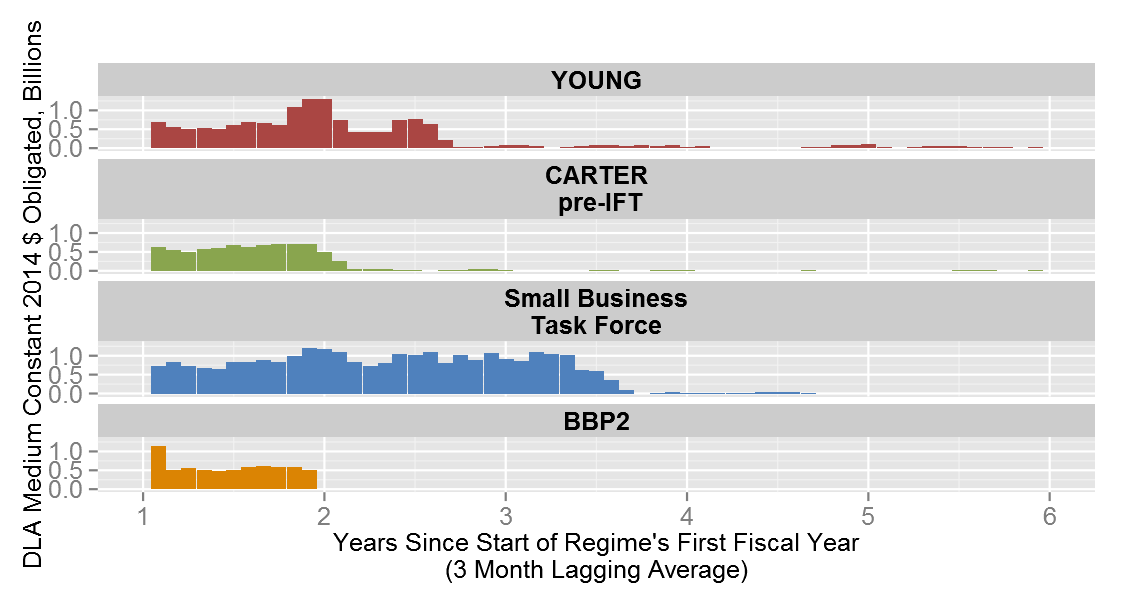 DLA Medium Constant 2014 $ Obligated, Billions
YOUNG
1.0
0.5
0.0
CARTER
pre-IFT
1.0
0.5
0.0
Small Business
Task Force
1.0
0.5
0.0
BBP2
1.0
0.5
0.0
1 2 3 4 5 6
Years Since Start of Regime's First Fiscal Year
(3 Month Lagging Average)